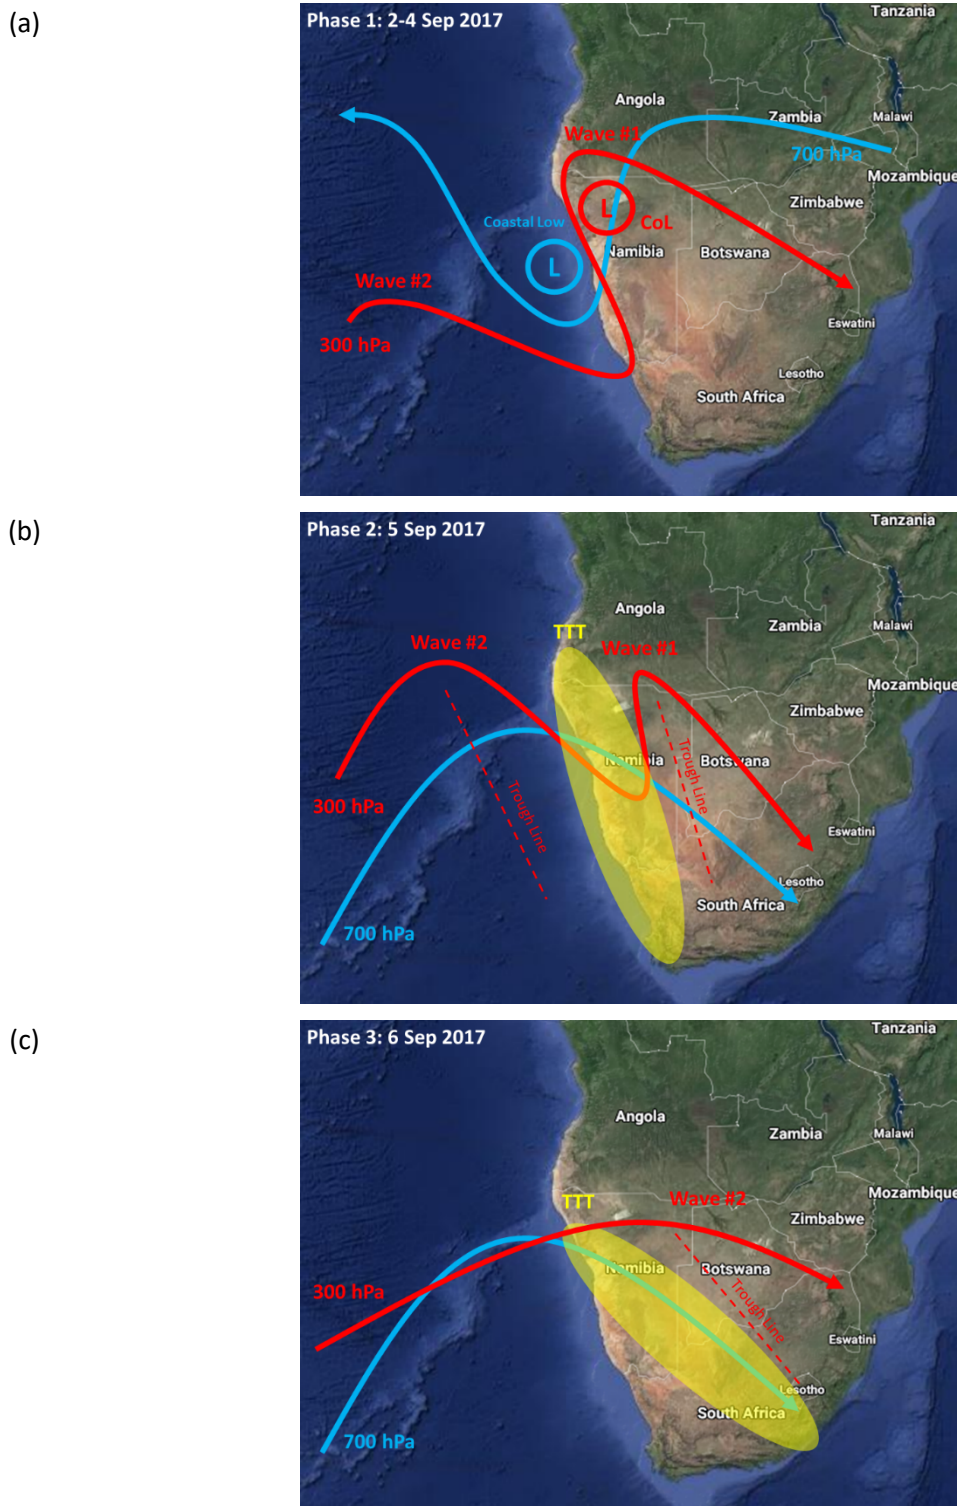 (a)
Phase 1: 2-4 Sep 2017
Tanzania
Angola
Zambia
Malawi
Wave #1
700 hPa
Mozambique
Zimbabwe
L
CoL
Coastal Low
Namibia
Botswana
L
Wave #2
300 hPa
Eswatini
Lesotho
South Africa
(b)
Phase 2: 5 Sep 2017
Tanzania
Angola
Zambia
Malawi
TTT
Wave #2
Wave #1
Mozambique
Zimbabwe
Namibia
Botswana
Trough Line
Trough Line
300 hPa
Eswatini
Lesotho
South Africa
700 hPa
(c)
Phase 3: 6 Sep 2017
Tanzania
Angola
Zambia
Malawi
TTT
Wave #2
Mozambique
Zimbabwe
Namibia
Botswana
300 hPa
Trough Line
Eswatini
Lesotho
South Africa
700 hPa